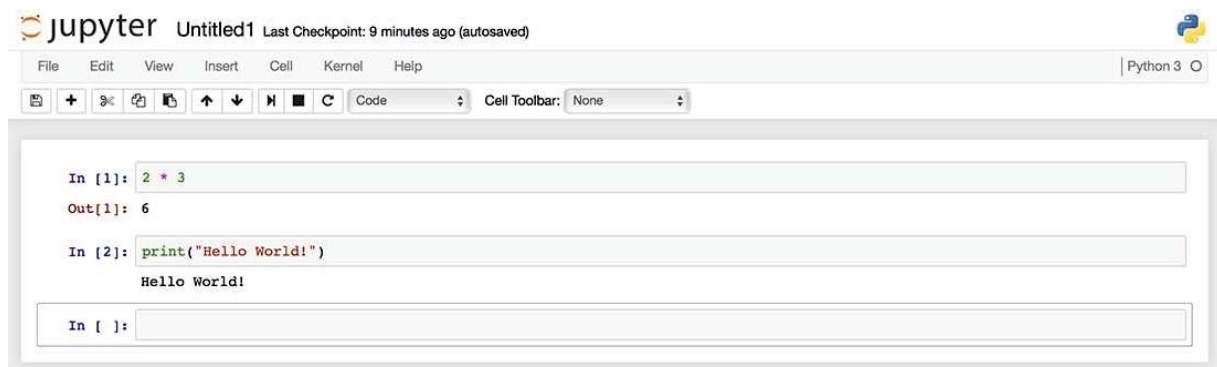 jupyter Untitled1 Last Checkpoint: 9 minutes ago (autosaved)
File Edit View Insert Cell Kernel Help Python 3
Code Cell Toolbar: None
In [1]: 2 * 3
Out[1]: 6
In [2]: print("Hello World!")
Hello World!
In [ ]: